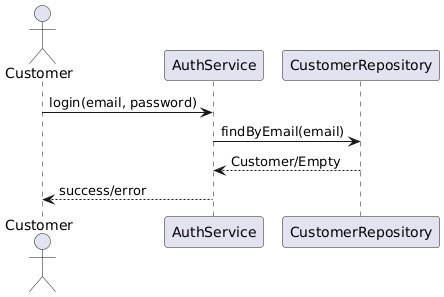 Customer
AuthService
CustomerRepository
login(email, password)
findByEmail(email)
Customer/Empty
success/error
Customer
AuthService
CustomerRepository